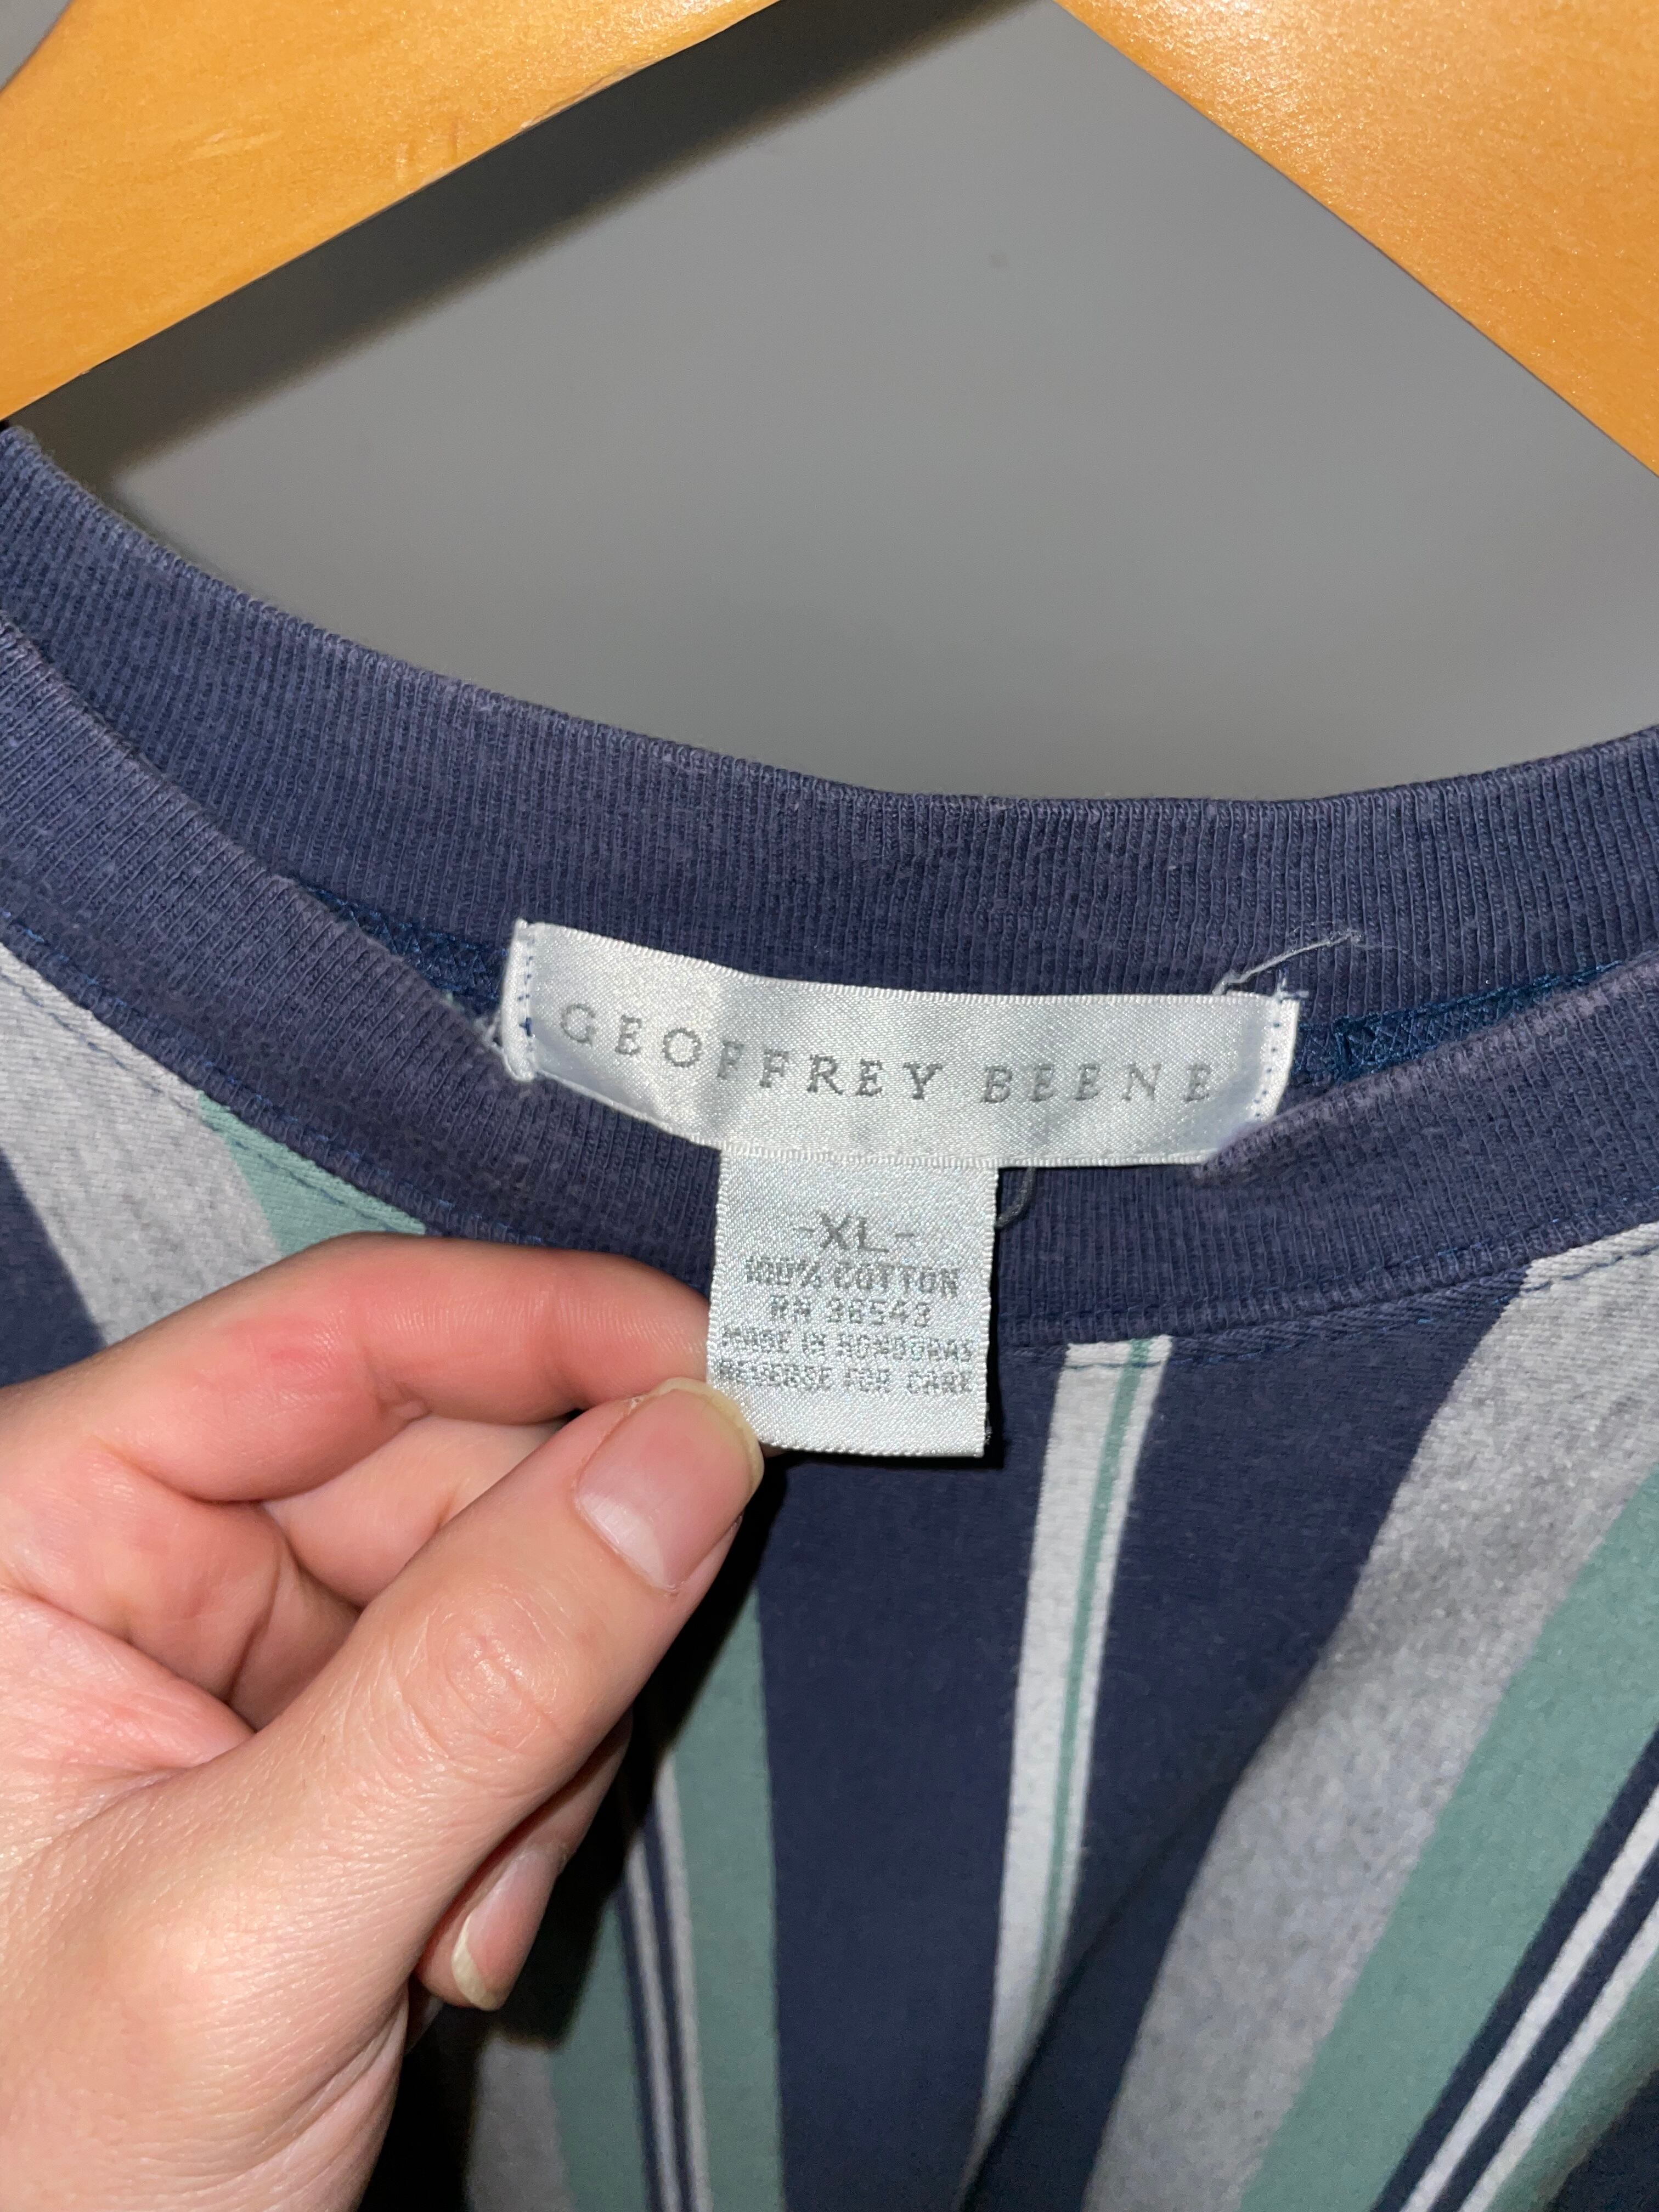 GEOFFREY BEENE
-XL-
100% COTTON
RN 36543
MADE IN HONDURAS
REVERSE FOR CARE